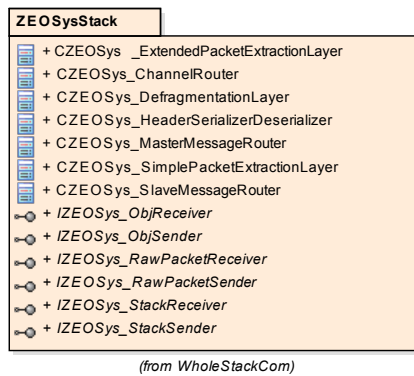 ZEOSysStack
+ CZEOSys _ExtendedPacketExtractionLayer
+ CZEOSys_ChannelRouter
+ CZEOSys_DefragmentationLayer
+ CZEOSys_HeaderSerializerDeserializer
+ CZEOSys_MasterMessageRouter
+ CZEOSys_SimplePacketExtractionLayer
+ CZEOSys_SlaveMessageRouter
+ IZEOSys_ObjReceiver
+ IZEOSys_ObjSender
+ IZEOSys_RawPacketReceiver
+ IZEOSys_RawPacketSender
+ IZEOSys_StackReceiver
+ IZEOSys_StackSender
(from WholeStackCom)